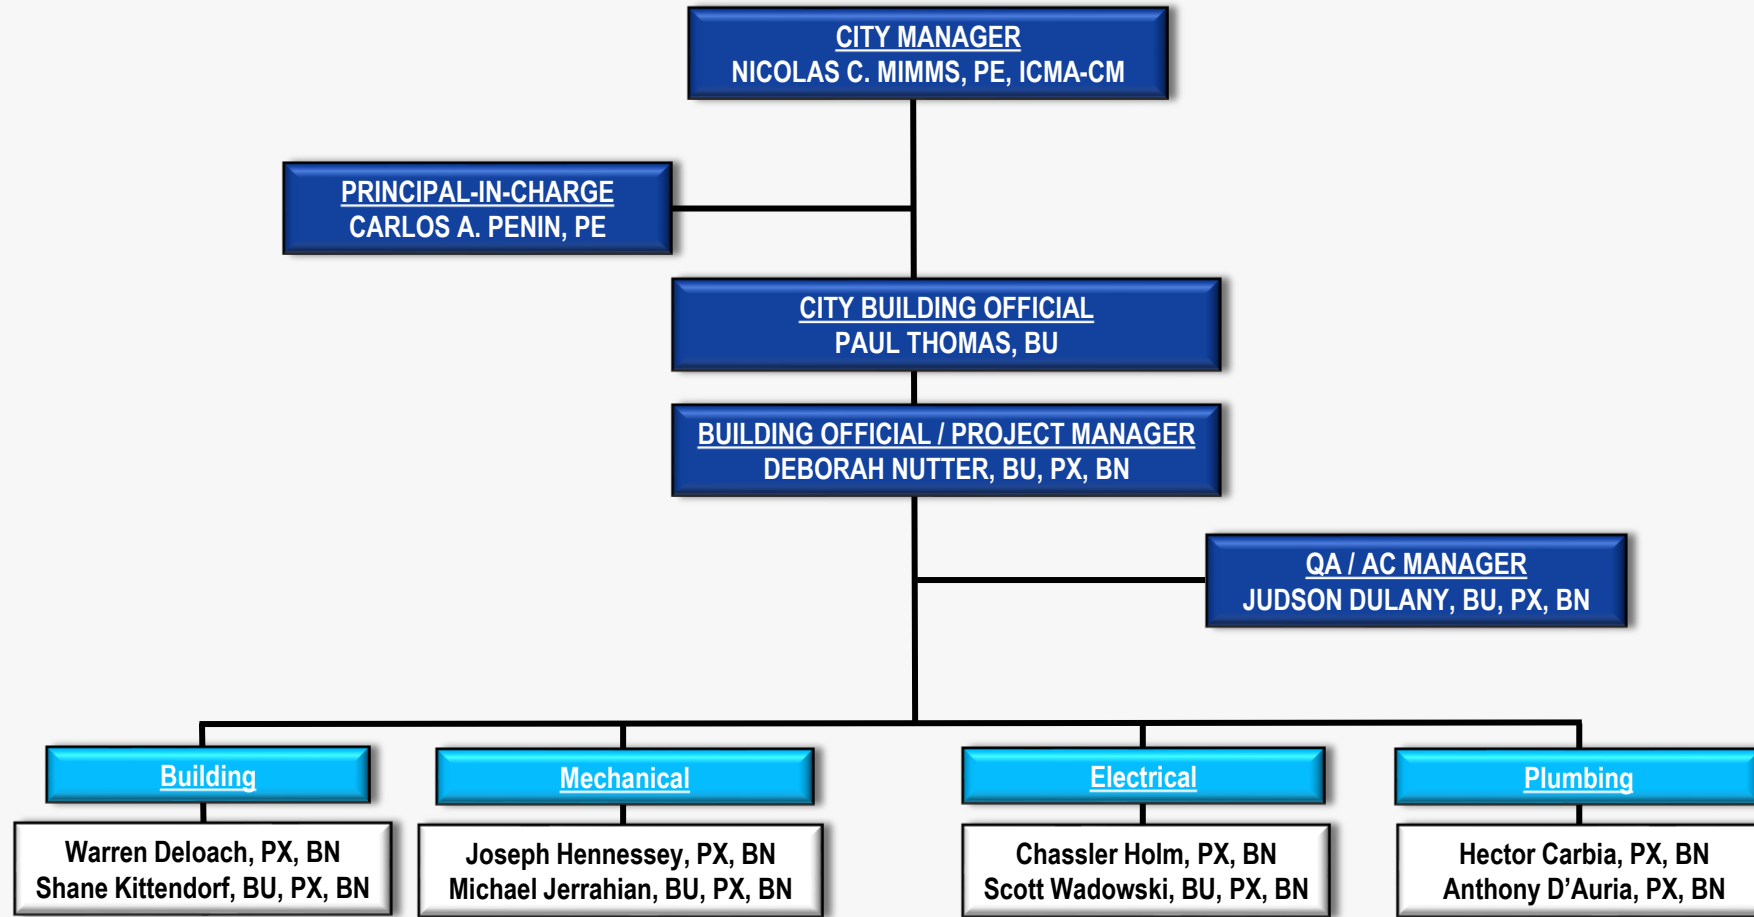 CITY MANAGER
NICOLAS C. MIMMS, PE, ICMA-CM
PRINCIPAL-IN-CHARGE
CARLOS A. PENIN, PE
CITY BUILDING OFFICIAL
PAUL THOMAS, BU
BUILDING OFFICIAL / PROJECT MANAGER
DEBORAH NUTTER, BU, PX, BN
QA / AC MANAGER
JUDSON DULANY, BU, PX, BN
Building
Warren Deloach, PX, BN
Shane Kittendorf, BU, PX, BN
Mechanical
Joseph Hennessey, PX, BN
Michael Jerrahian, BU, PX, BN
Electrical
Chassler Holm, PX, BN
Scott Wadowski, BU, PX, BN
Plumbing
Hector Carbia, PX, BN
Anthony D’Auria, PX, BN